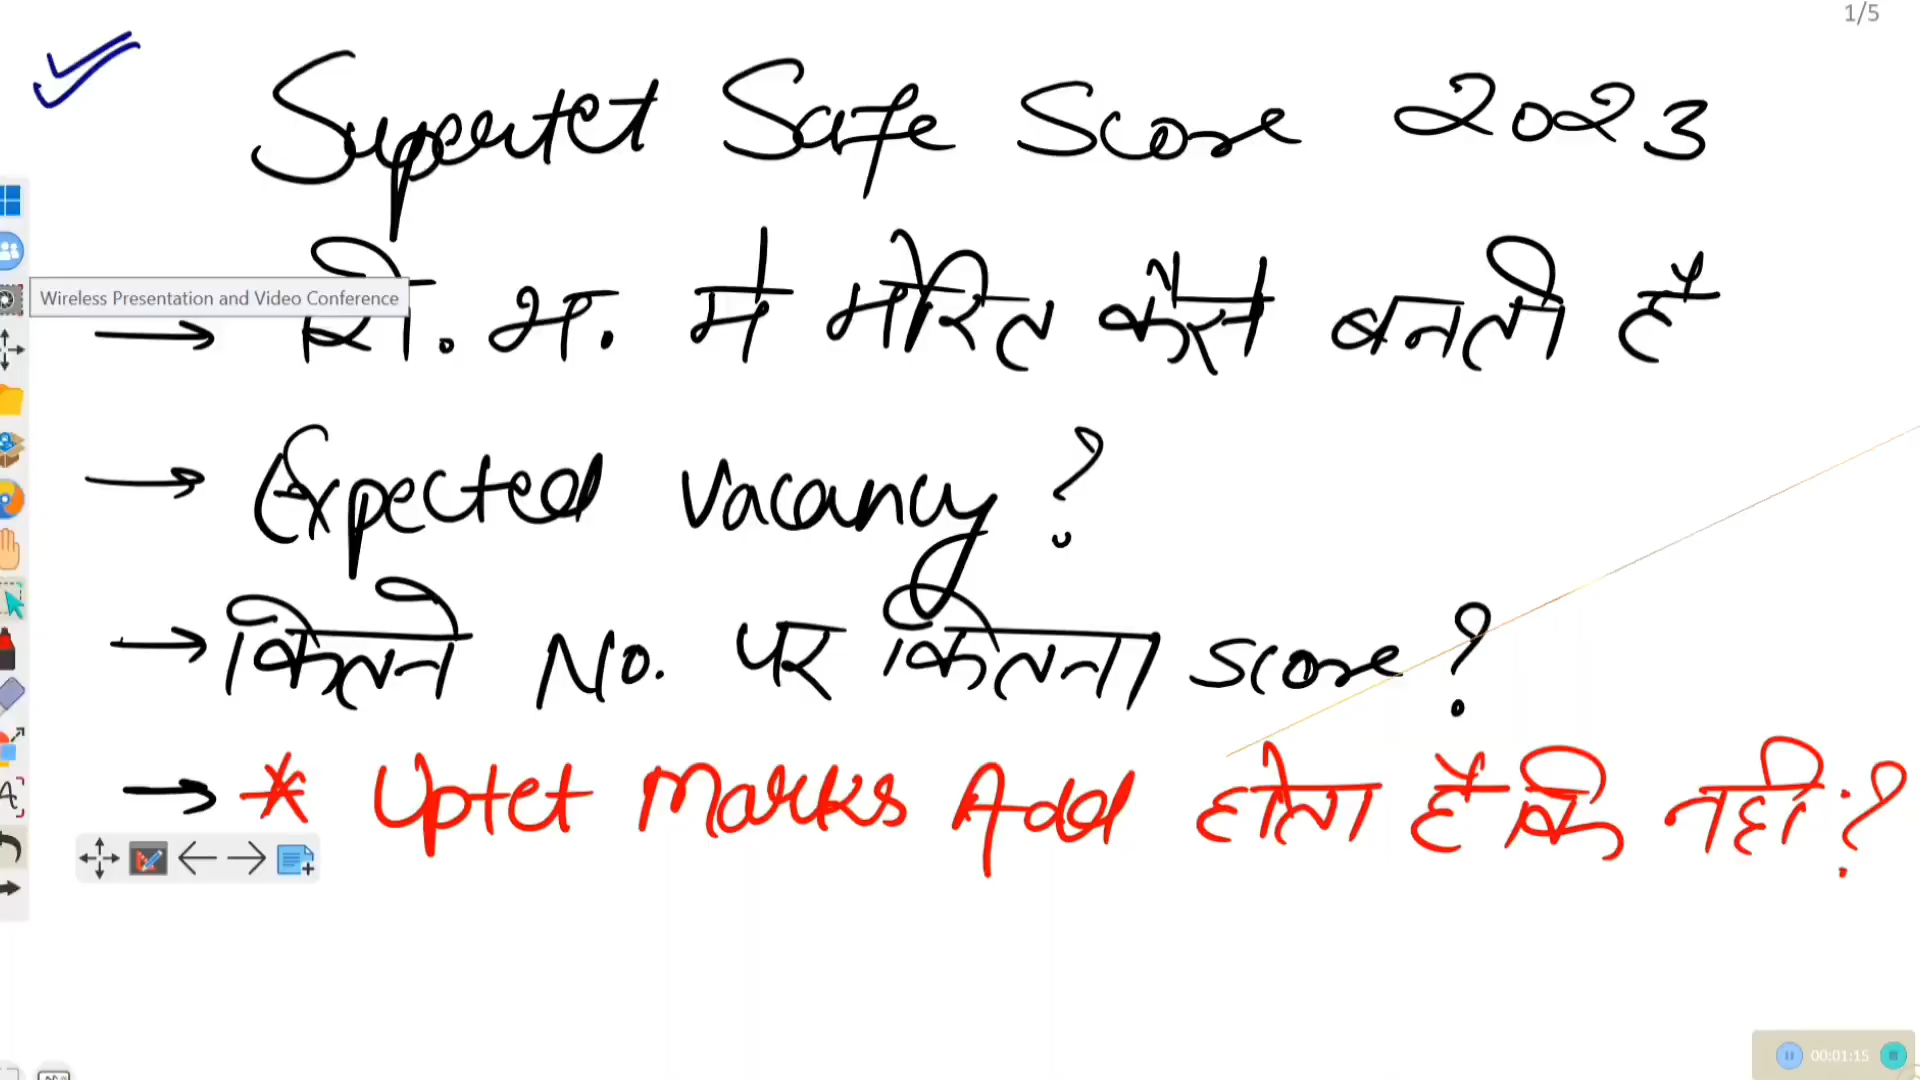 1/5
Supertet Safe Score 2023
Wireless Presentation and Video Conference
→ शि. भ. में मेरिट कैसे बनती है
→ Expected vacancy ?
→ कितने No. पर कितना score ?
→ * Uptet Marks Add होता है कि नहीं ?
00:01:15